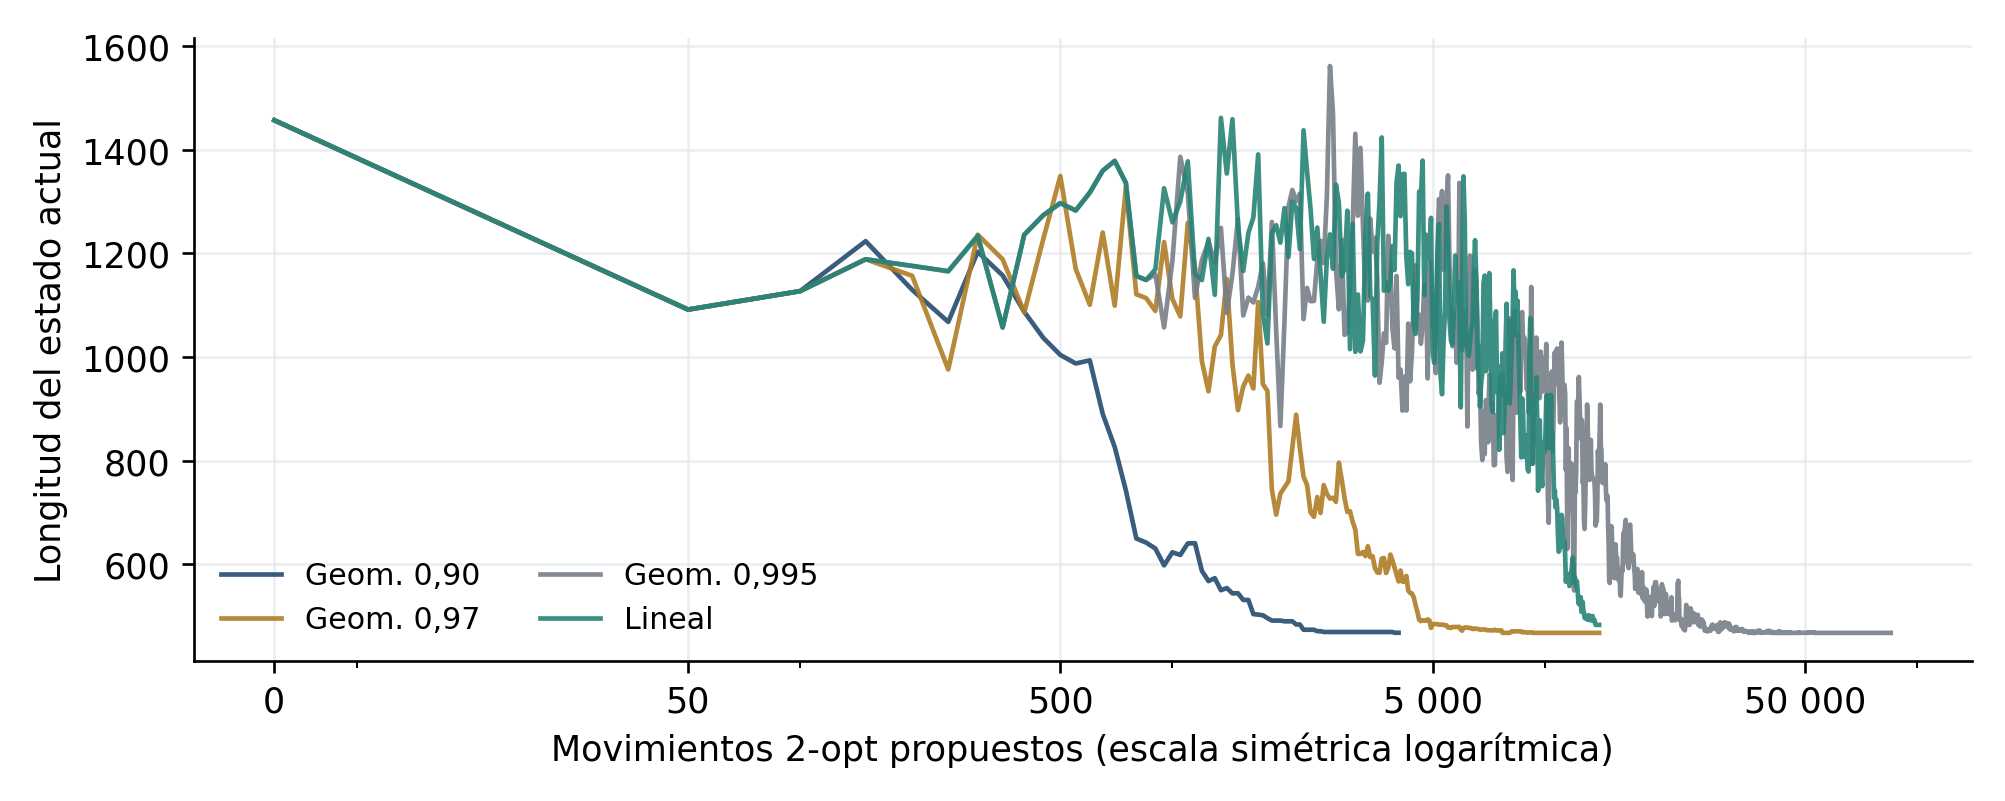 Longitud del estado actual
1600
1400
1200
1000
800
600
Geom. 0,90
Geom. 0,97
Geom. 0,995
Lineal
0
50
500
5 000
50 000
Movimientos 2-opt propuestos (escala simétrica logarítmica)